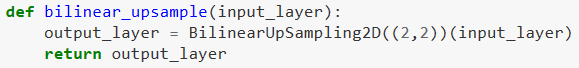 def bilinear_upsample(input_layer):
    output_layer = BilinearUpSampling2D((2,2))(input_layer)
    return output_layer